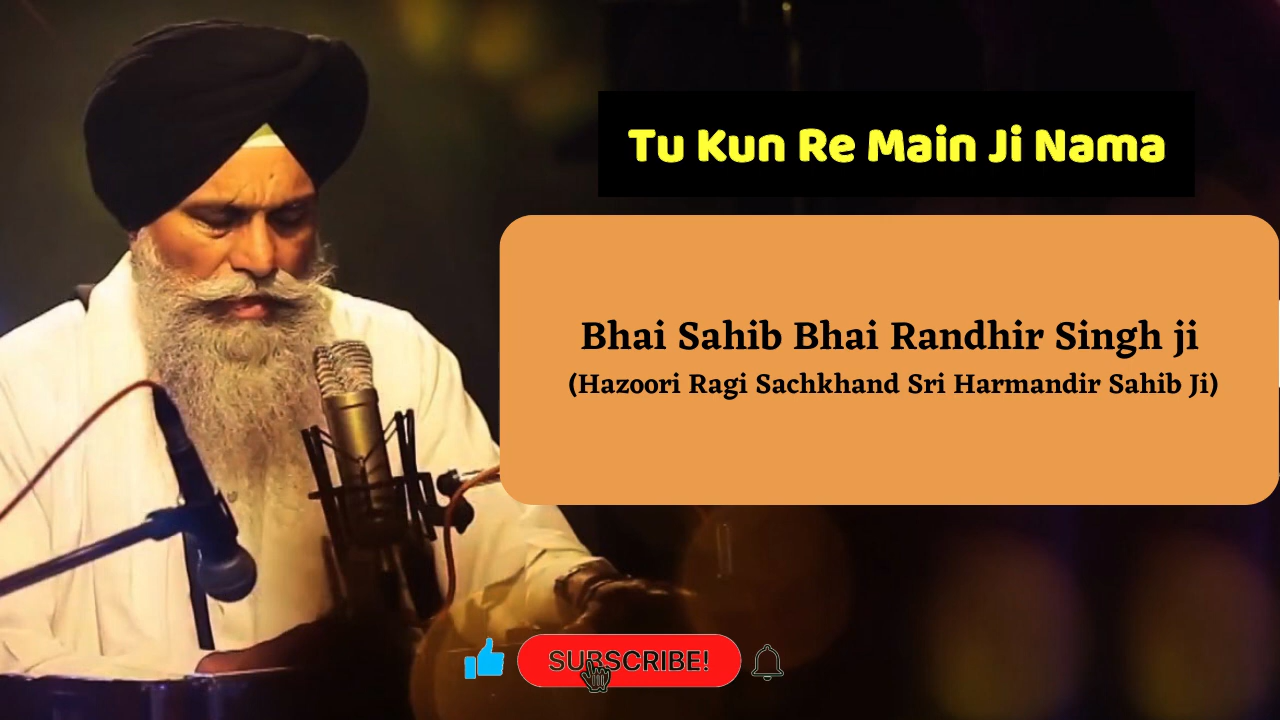 Tu Kun Re Main Ji Nama
Bhai Sahib Bhai Randhir Singh ji
(Hazoori Ragi Sachkhand Sri Harmandir Sahib Ji)
SUBSCRIBE!